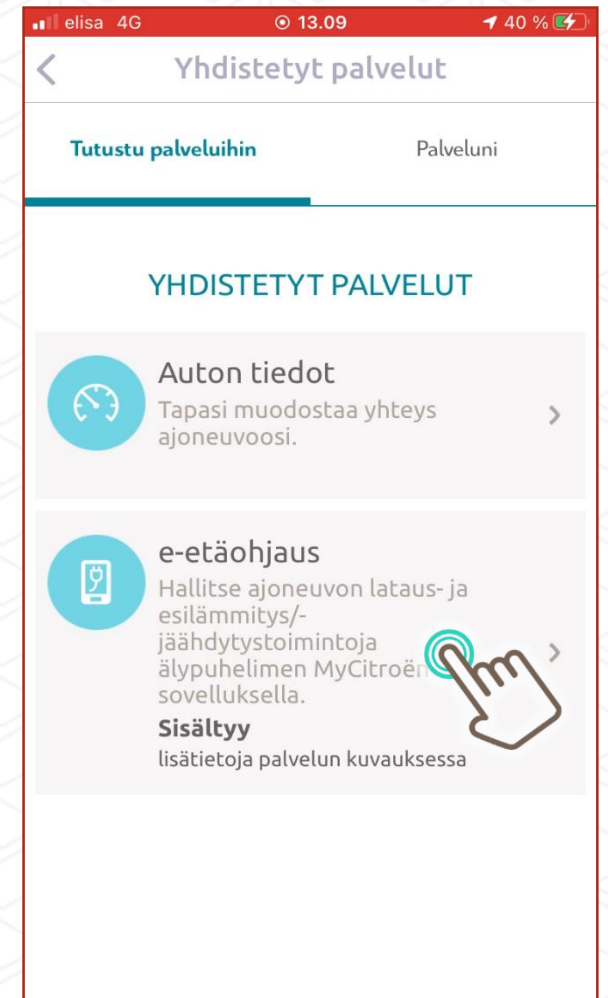 elisa 4G 13.09 40 %
Yhdistetyt palvelut
Tutustu palveluihin Palveluni
YHDISTETYT PALVELUT
Auton tiedot
Tapasi muodostaa yhteys
ajoneuvoosi.
e-etäohjaus
Hallitse ajoneuvon lataus- ja
esilämmitys/-
jäähdytystoimintoja
älypuhelimen MyCitroën
sovelluksella.
Sisältyy
lisätietoja palvelun kuvauksessa